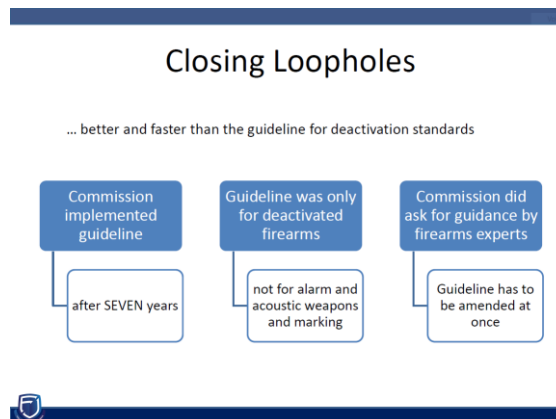 Closing Loopholes
... better and faster than the guideline for deactivation standards
Commission
implemented
guideline
after SEVEN years
Guideline was only
for deactivated
firearms
not for alarm and
acoustic weapons
and marking
Commission did
ask for guidance by
firearms experts
Guideline has to
be amended at
once